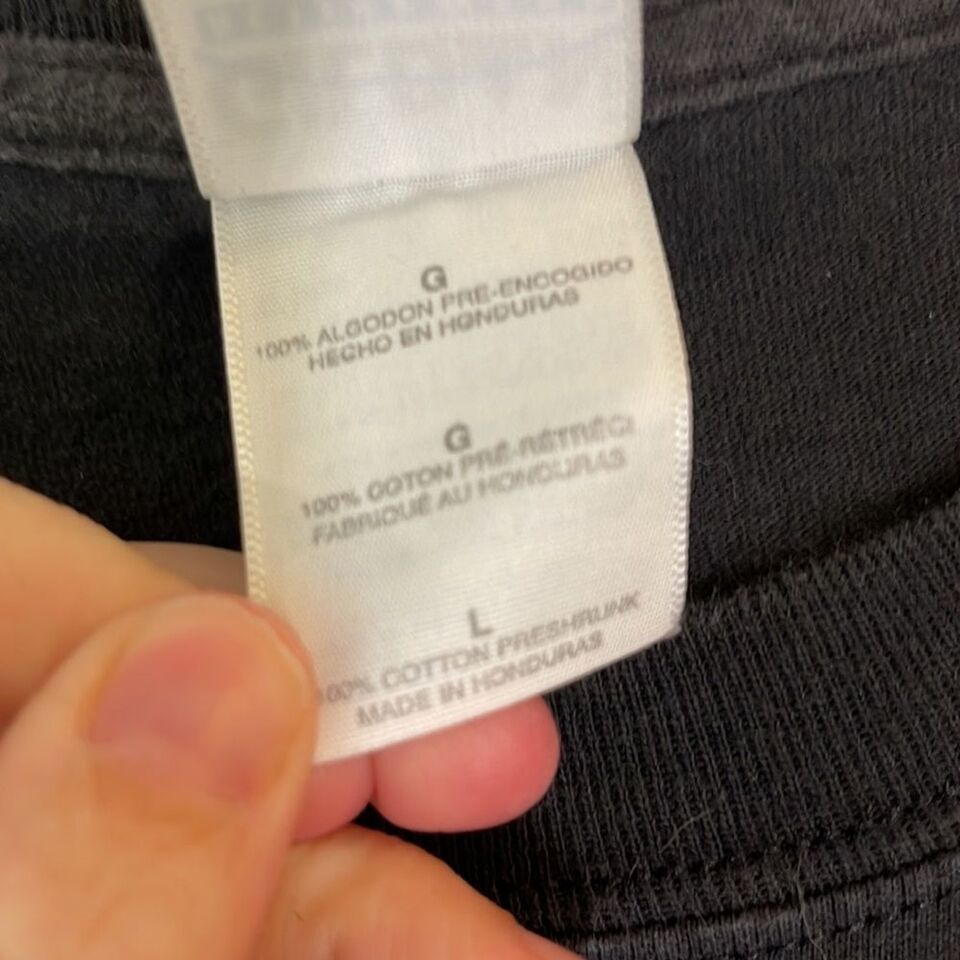 G
100% ALGODON PRE-ENCOGIDO
HECHO EN HONDURAS
G
100% COTON PRÉ-RÉTRÉCI
FABRIQUÉ AU HONDURAS
L
100% COTTON PRESHRUNK
MADE IN HONDURAS